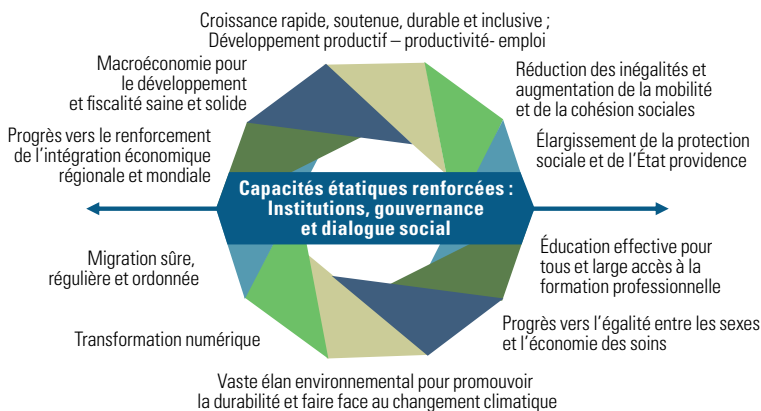 Croissance rapide, soutenue, durable et inclusive ;
Développement productif – productivité- emploi
Macroéconomie pour
le développement
et fiscalité saine et solide
Réduction des inégalités et
augmentation de la mobilité
et de la cohésion sociales
Progrès vers le renforcement
de l'intégration économique
régionale et mondiale
Élargissement de la protection
sociale et de l'État providence
Capacités étatiques renforcées :
Institutions, gouvernance
et dialogue social
Migration sûre,
régulière et ordonnée
Éducation effective pour
tous et large accès à la
formation professionnelle
Transformation numérique
Progrès vers l'égalité entre les sexes
et l'économie des soins
Vaste élan environnemental pour promouvoir
la durabilité et faire face au changement climatique